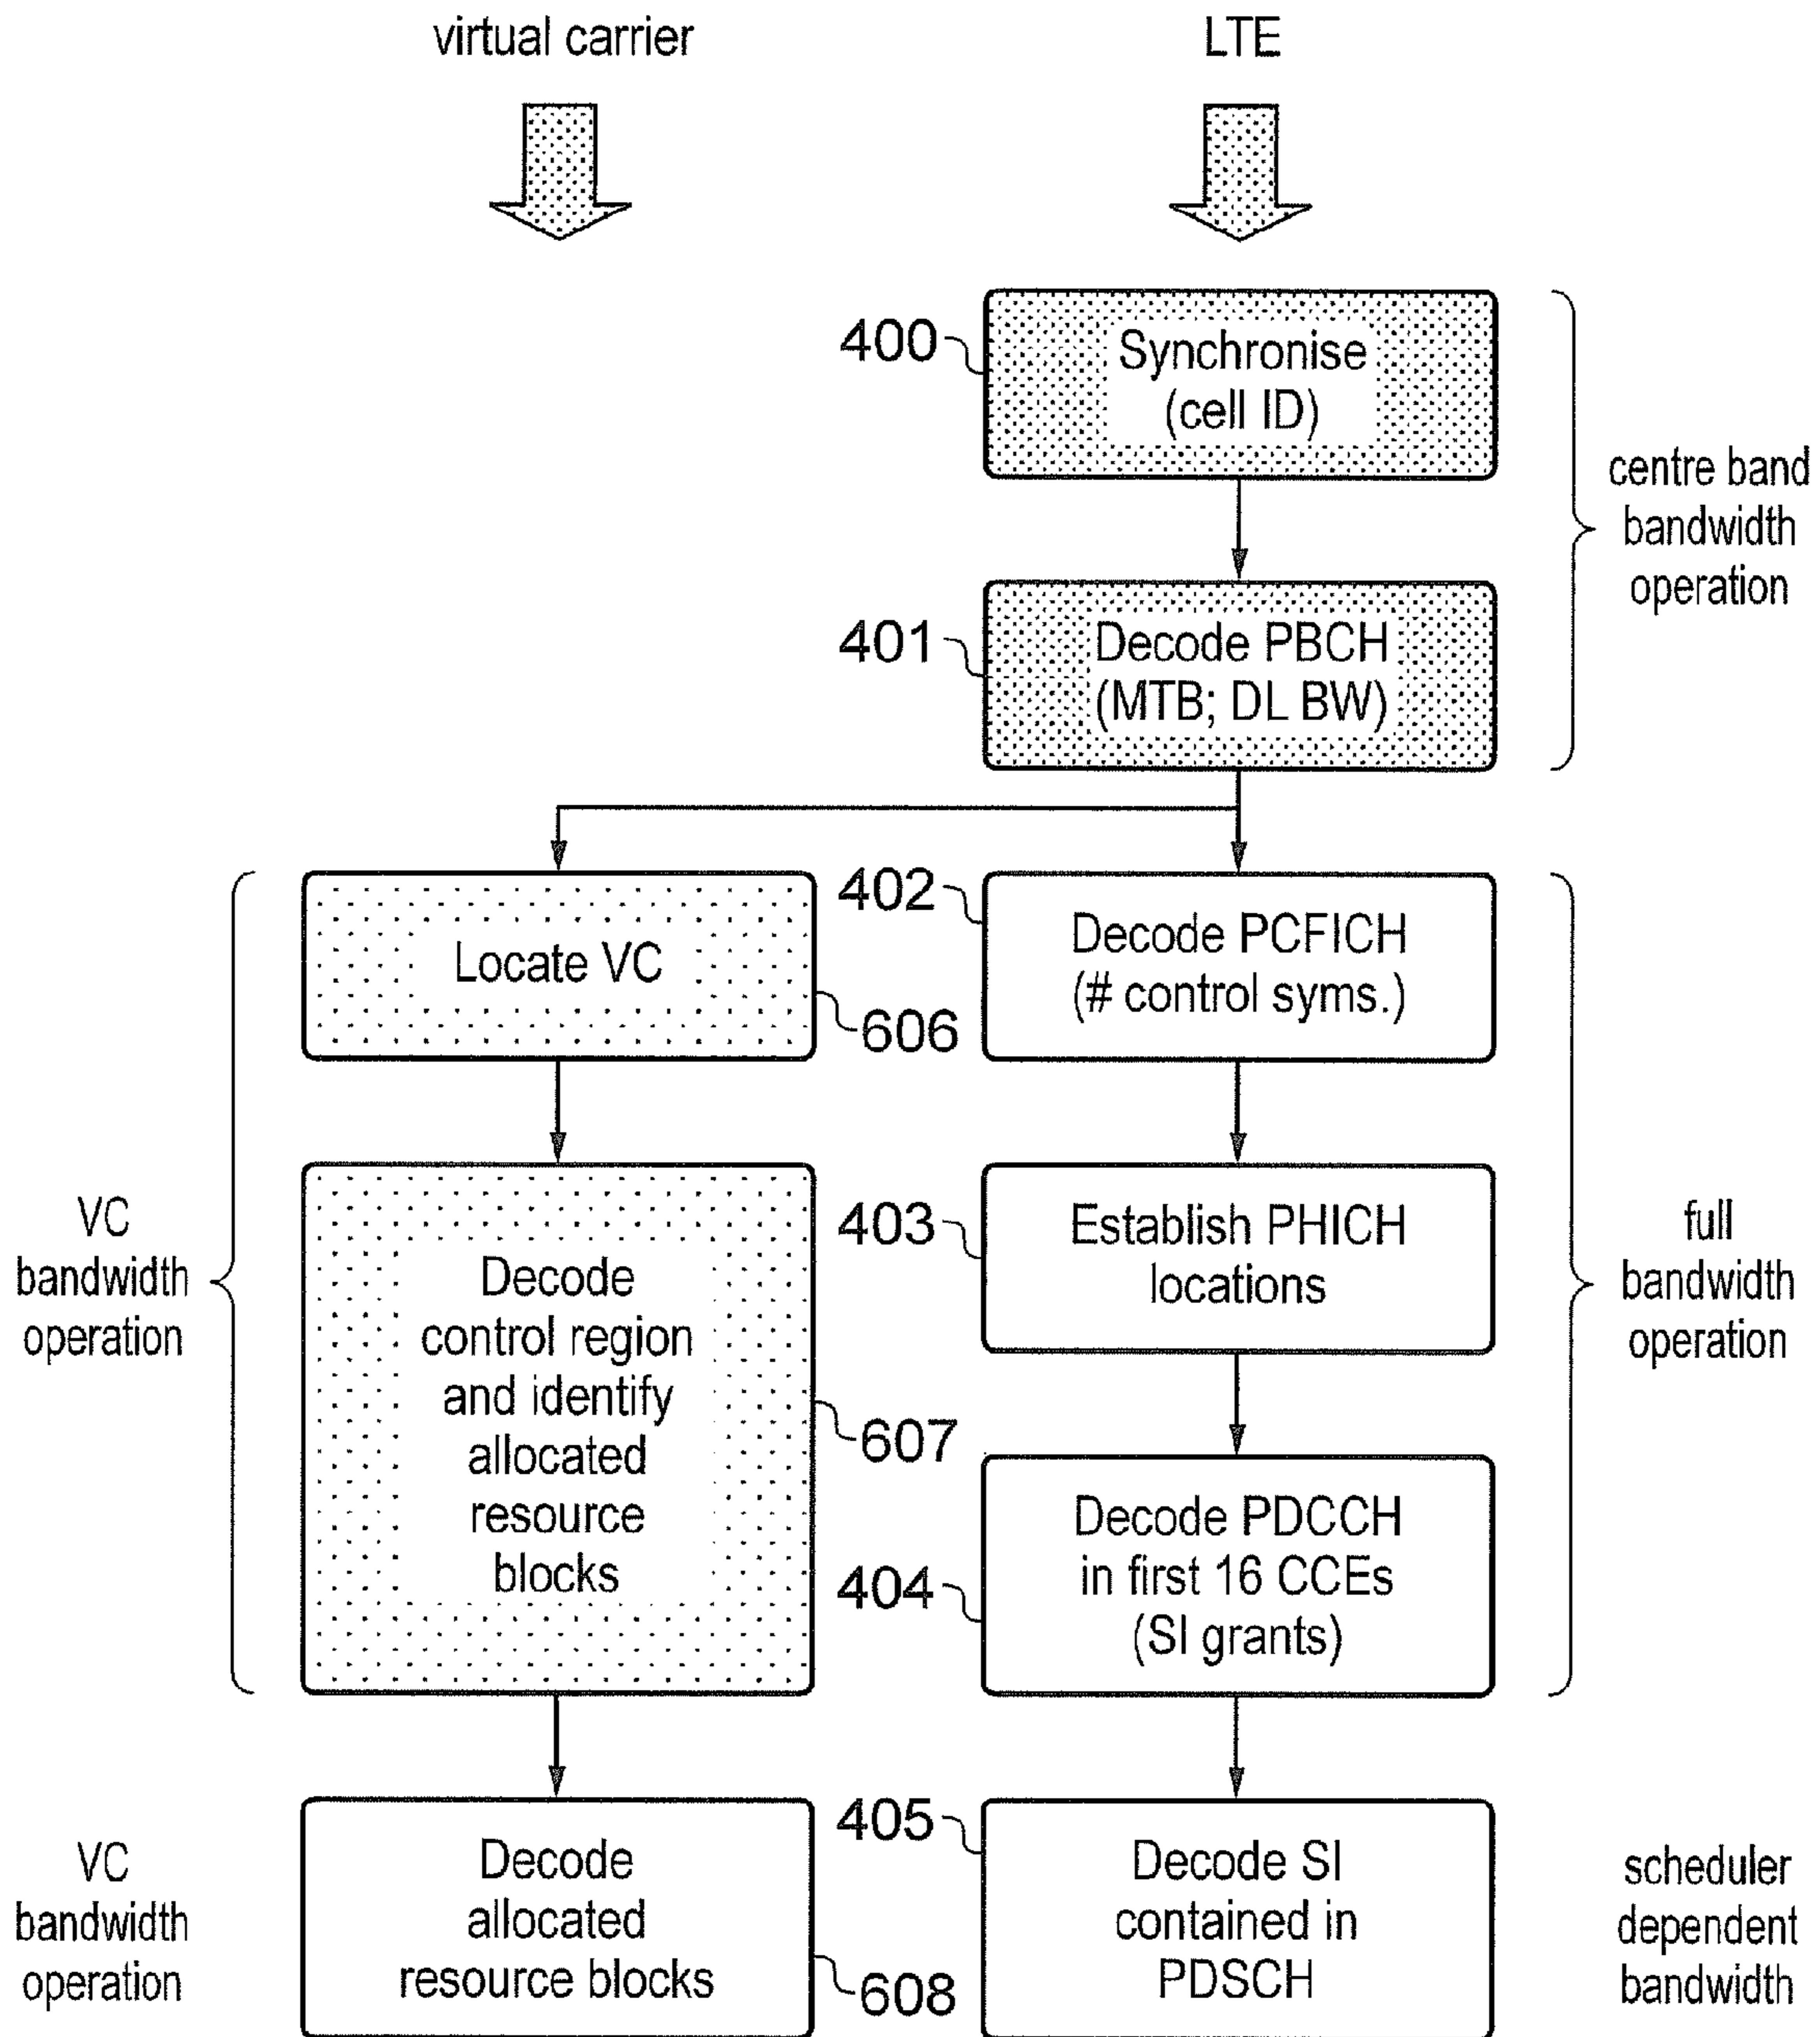 virtual carrier
LTE
400
Synchronise
(cell ID)
centre band
bandwidth
operation
401
Decode PBCH
(MTB; DL BW)
402
Decode PCFICH
(# control syms.)
Locate VC
606
VC
bandwidth
operation
403
Establish PHICH
locations
full
bandwidth
operation
Decode
control region
and identify
allocated
resource
blocks
607
404
Decode PDCCH
in first 16 CCEs
(SI grants)
VC
bandwidth
operation
Decode
allocated
resource blocks
608
405
Decode SI
contained in
PDSCH
scheduler
dependent
bandwidth